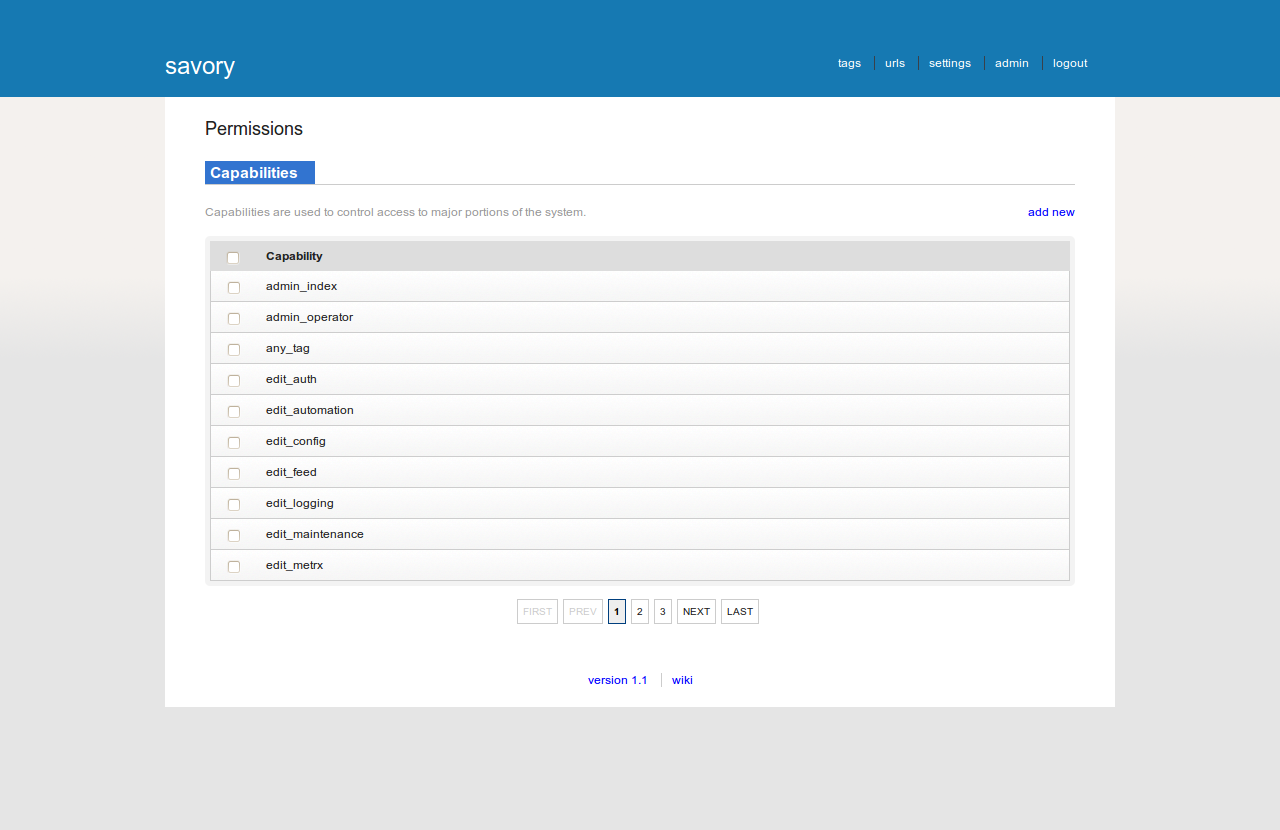 savory
tags urls settings admin logout
Permissions
Capabilities
Capabilities are used to control access to major portions of the system. add new
Capability
admin_index
admin_operator
any_tag
edit_auth
edit_automation
edit_config
edit_feed
edit_logging
edit_maintenance
edit_metrx
FIRST PREV 1 2 3 NEXT LAST
version 1.1 wiki